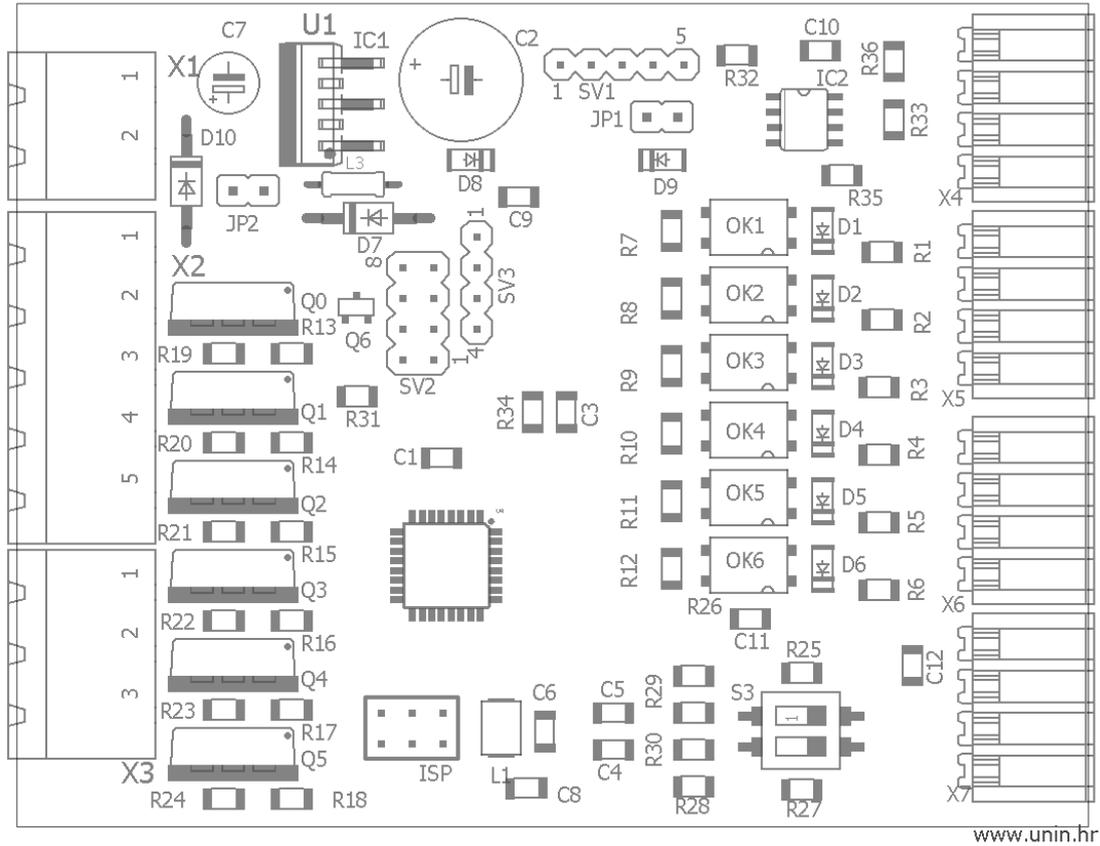 U1
C7
IC1
C2
5
C10
R36
X1
1
R32
IC2
1 SV1
JP1
R33
2
D10
L3
D8
D9
R35
X4
C9
JP2
1
D7
R7
OK1
D1
R1
1
X2
8
SV3
2
Q0
R13
R8
OK2
D2
R2
Q6
3
R19
1
4
SV2
R9
OK3
D3
R3
X5
4
Q1
R31
R34
C3
R10
OK4
D4
R4
R20
C1
R14
5
Q2
R11
OK5
D5
R5
R21
R15
1
Q3
R12
OK6
D6
R6
X6
R26
R22
C11
2
R16
R25
C12
Q4
3
R23
C6
C5
R29
S3
1
R17
Q5
X3
ISP
L1
C4
R30
C8
R28
R27
X7
R24
R18
www.unin.hr